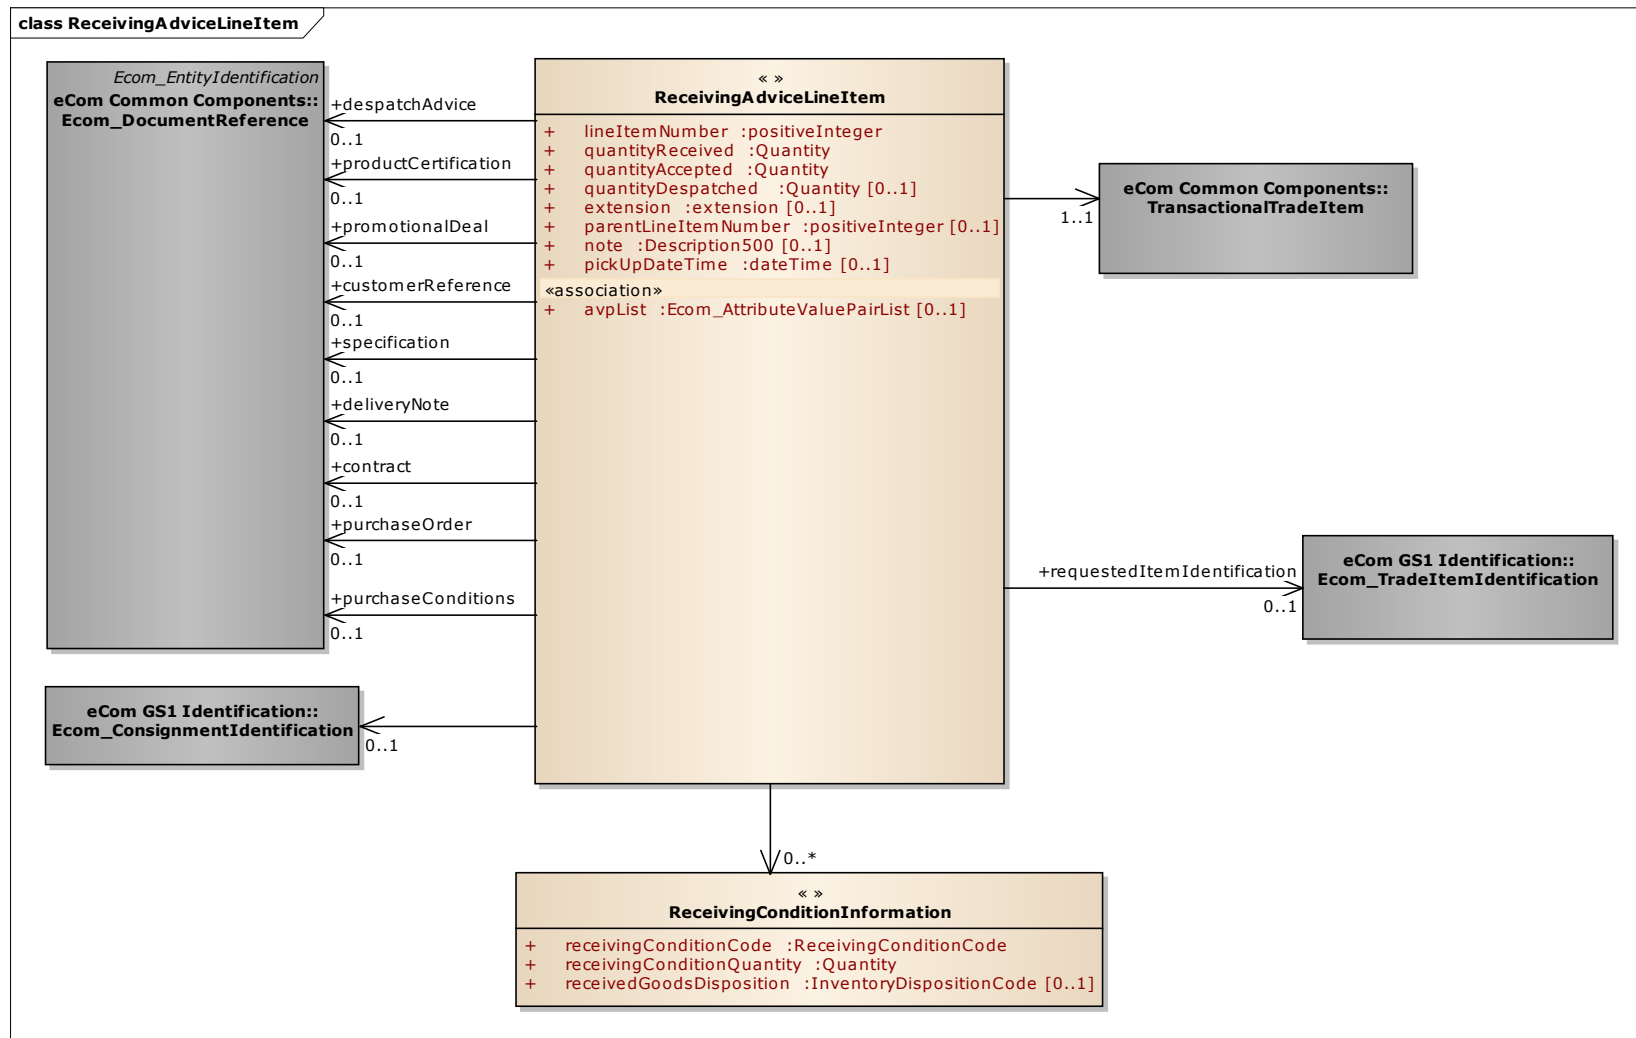 class ReceivingAdviceLineItem
Ecom_EntityIdentification
eCom Common Components::
Ecom_DocumentReference
+despatchAdvice
0..1
+productCertification
0..1
+promotionalDeal
0..1
+customerReference
0..1
+specification
0..1
+deliveryNote
0..1
+contract
0..1
+purchaseOrder
0..1
+purchaseConditions
0..1
« »
ReceivingAdviceLineItem
+ lineItemNumber :positiveInteger
+ quantityReceived :Quantity
+ quantityAccepted :Quantity
+ quantityDespatched :Quantity [0..1]
+ extension :extension [0..1]
+ parentLineItemNumber :positiveInteger [0..1]
+ note :Description500 [0..1]
+ pickUpDateTime :dateTime [0..1]
«association»
+ avpList :Ecom_AttributeValuePairList [0..1]
1..1
eCom Common Components::
TransactionalTradeItem
+requestedItemIdentification
0..1
eCom GS1 Identification::
Ecom_TradeItemIdentification
eCom GS1 Identification::
Ecom_ConsignmentIdentification
0..1
0..*
« »
ReceivingConditionInformation
+ receivingConditionCode :ReceivingConditionCode
+ receivingConditionQuantity :Quantity
+ receivedGoodsDisposition :InventoryDispositionCode [0..1]